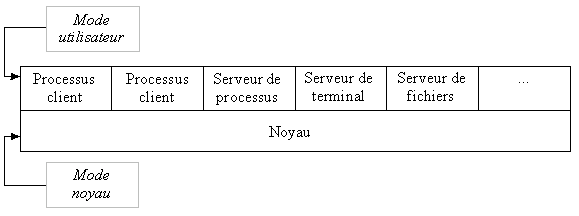 Mode
utilisateur
Processus
client
Processus
client
Serveur de
processus
Serveur de
terminal
Serveur de
fichiers
...
Noyau
Mode
noyau